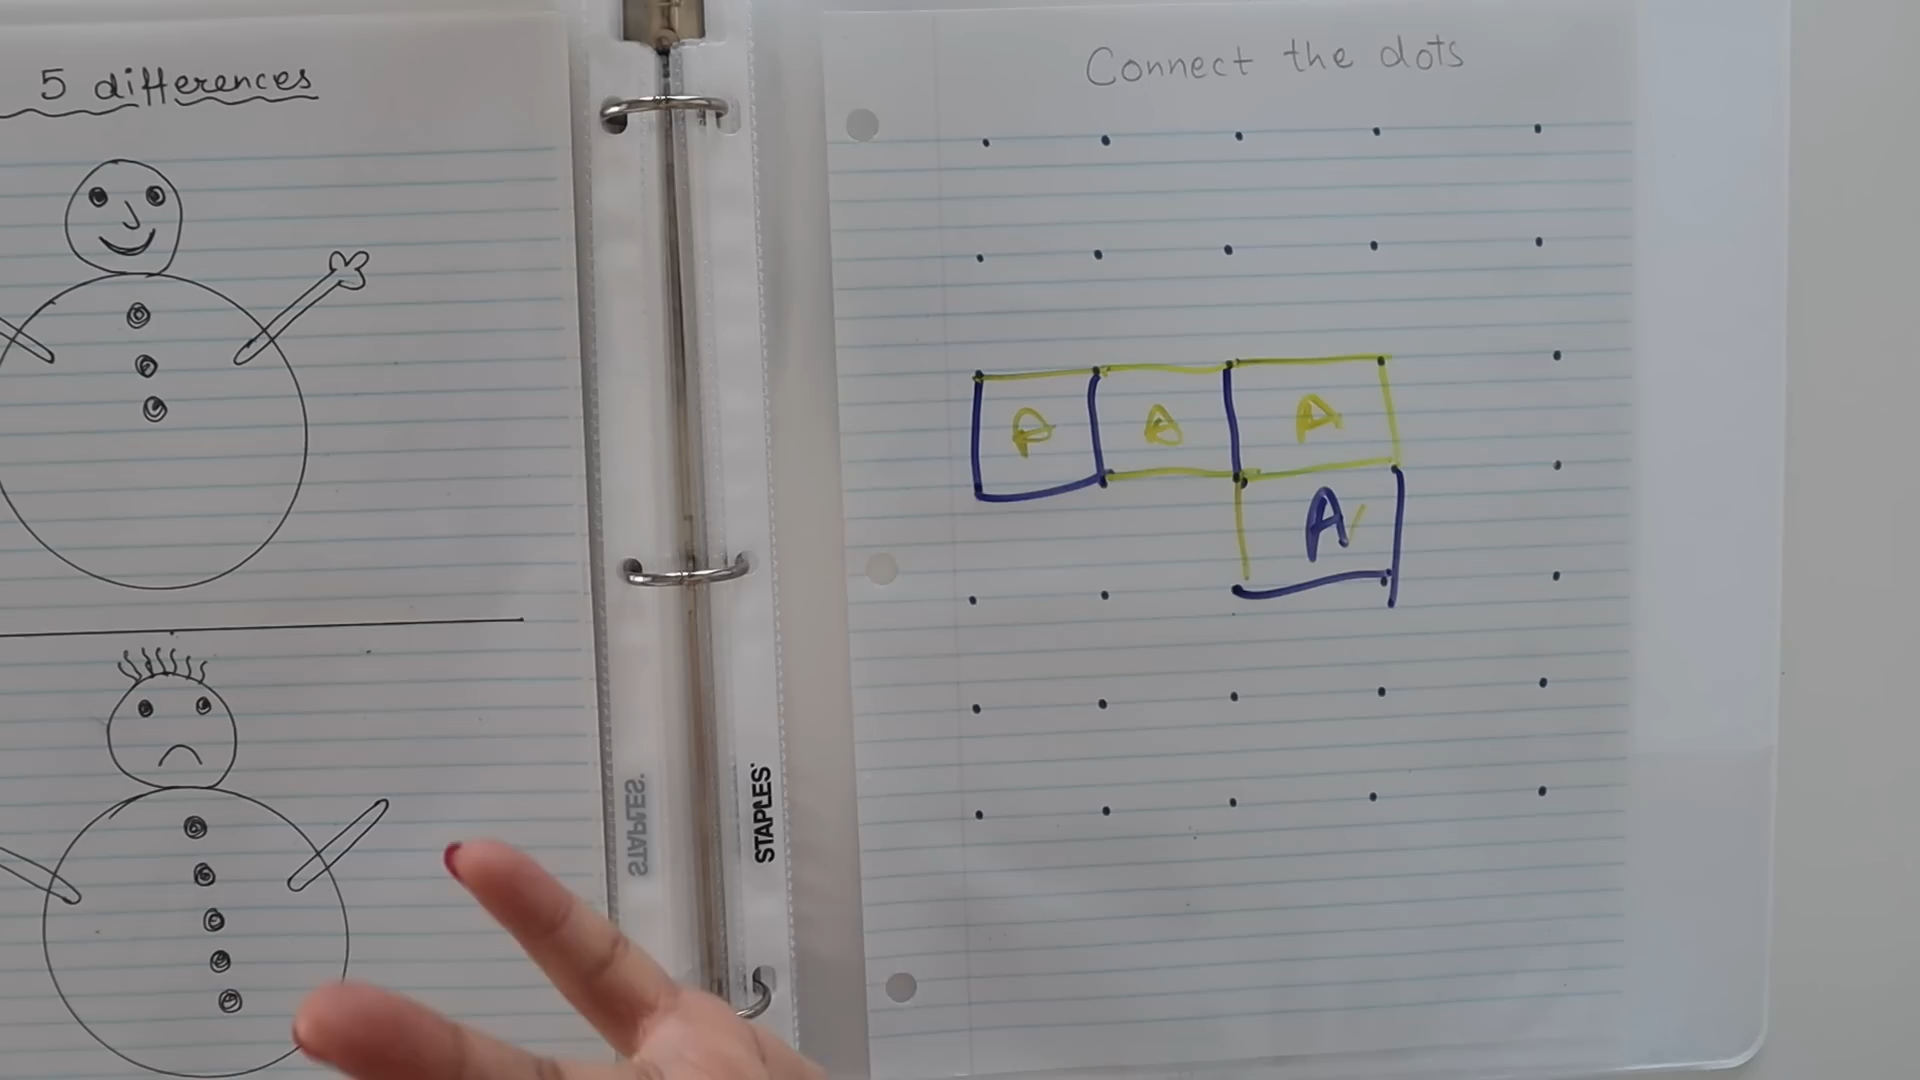 5 differences
Connect the dots
A A A
A
STAPLES
STAPLES